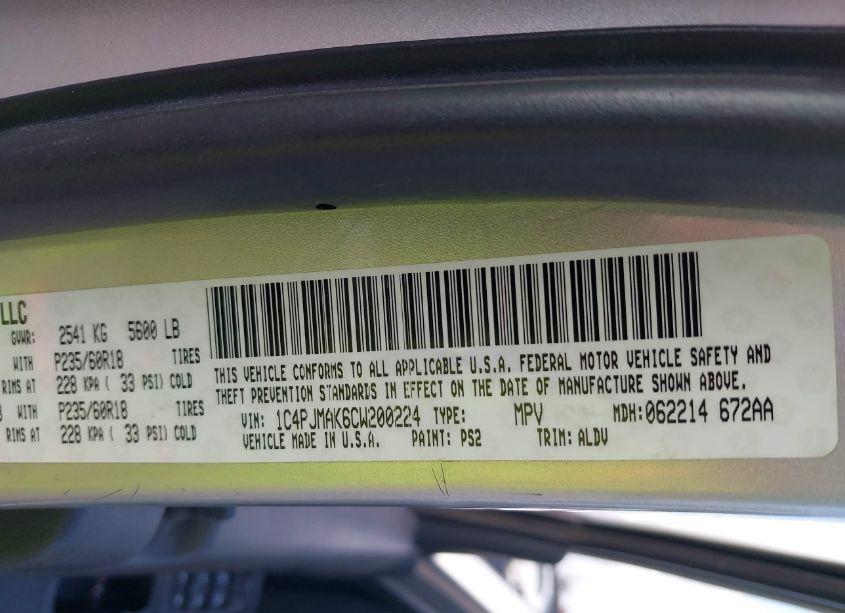 LLC
GVWR: 2541 KG 5600 LB
WITH P235/60R18 TIRES
RIMS AT 228 KPA ( 33 PSI) COLD
WITH P235/60R18 TIRES
RIMS AT 228 KPA ( 33 PSI) COLD
THIS VEHICLE CONFORMS TO ALL APPLICABLE U.S.A. FEDERAL MOTOR VEHICLE SAFETY AND
THEFT PREVENTION STANDARDS IN EFFECT ON THE DATE OF MANUFACTURE SHOWN ABOVE.
VIN: 1C4PJMAK6CW200224 TYPE: MPV MDH: 062214 672AA
VEHICLE MADE IN U.S.A. PAINT: PS2 TRIM: ALDV